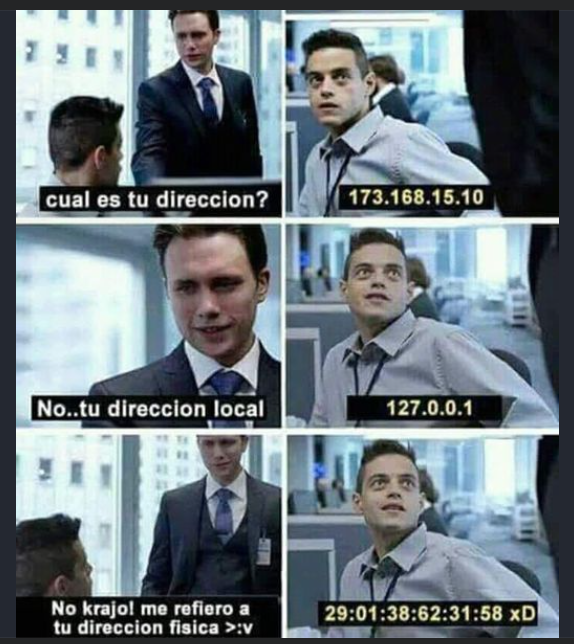 cual es tu direccion?
173.168.15.10
No..tu direccion local
127.0.0.1
No krajo! me refiero a
tu direccion fisica >:v
29:01:38:62:31:58 xD